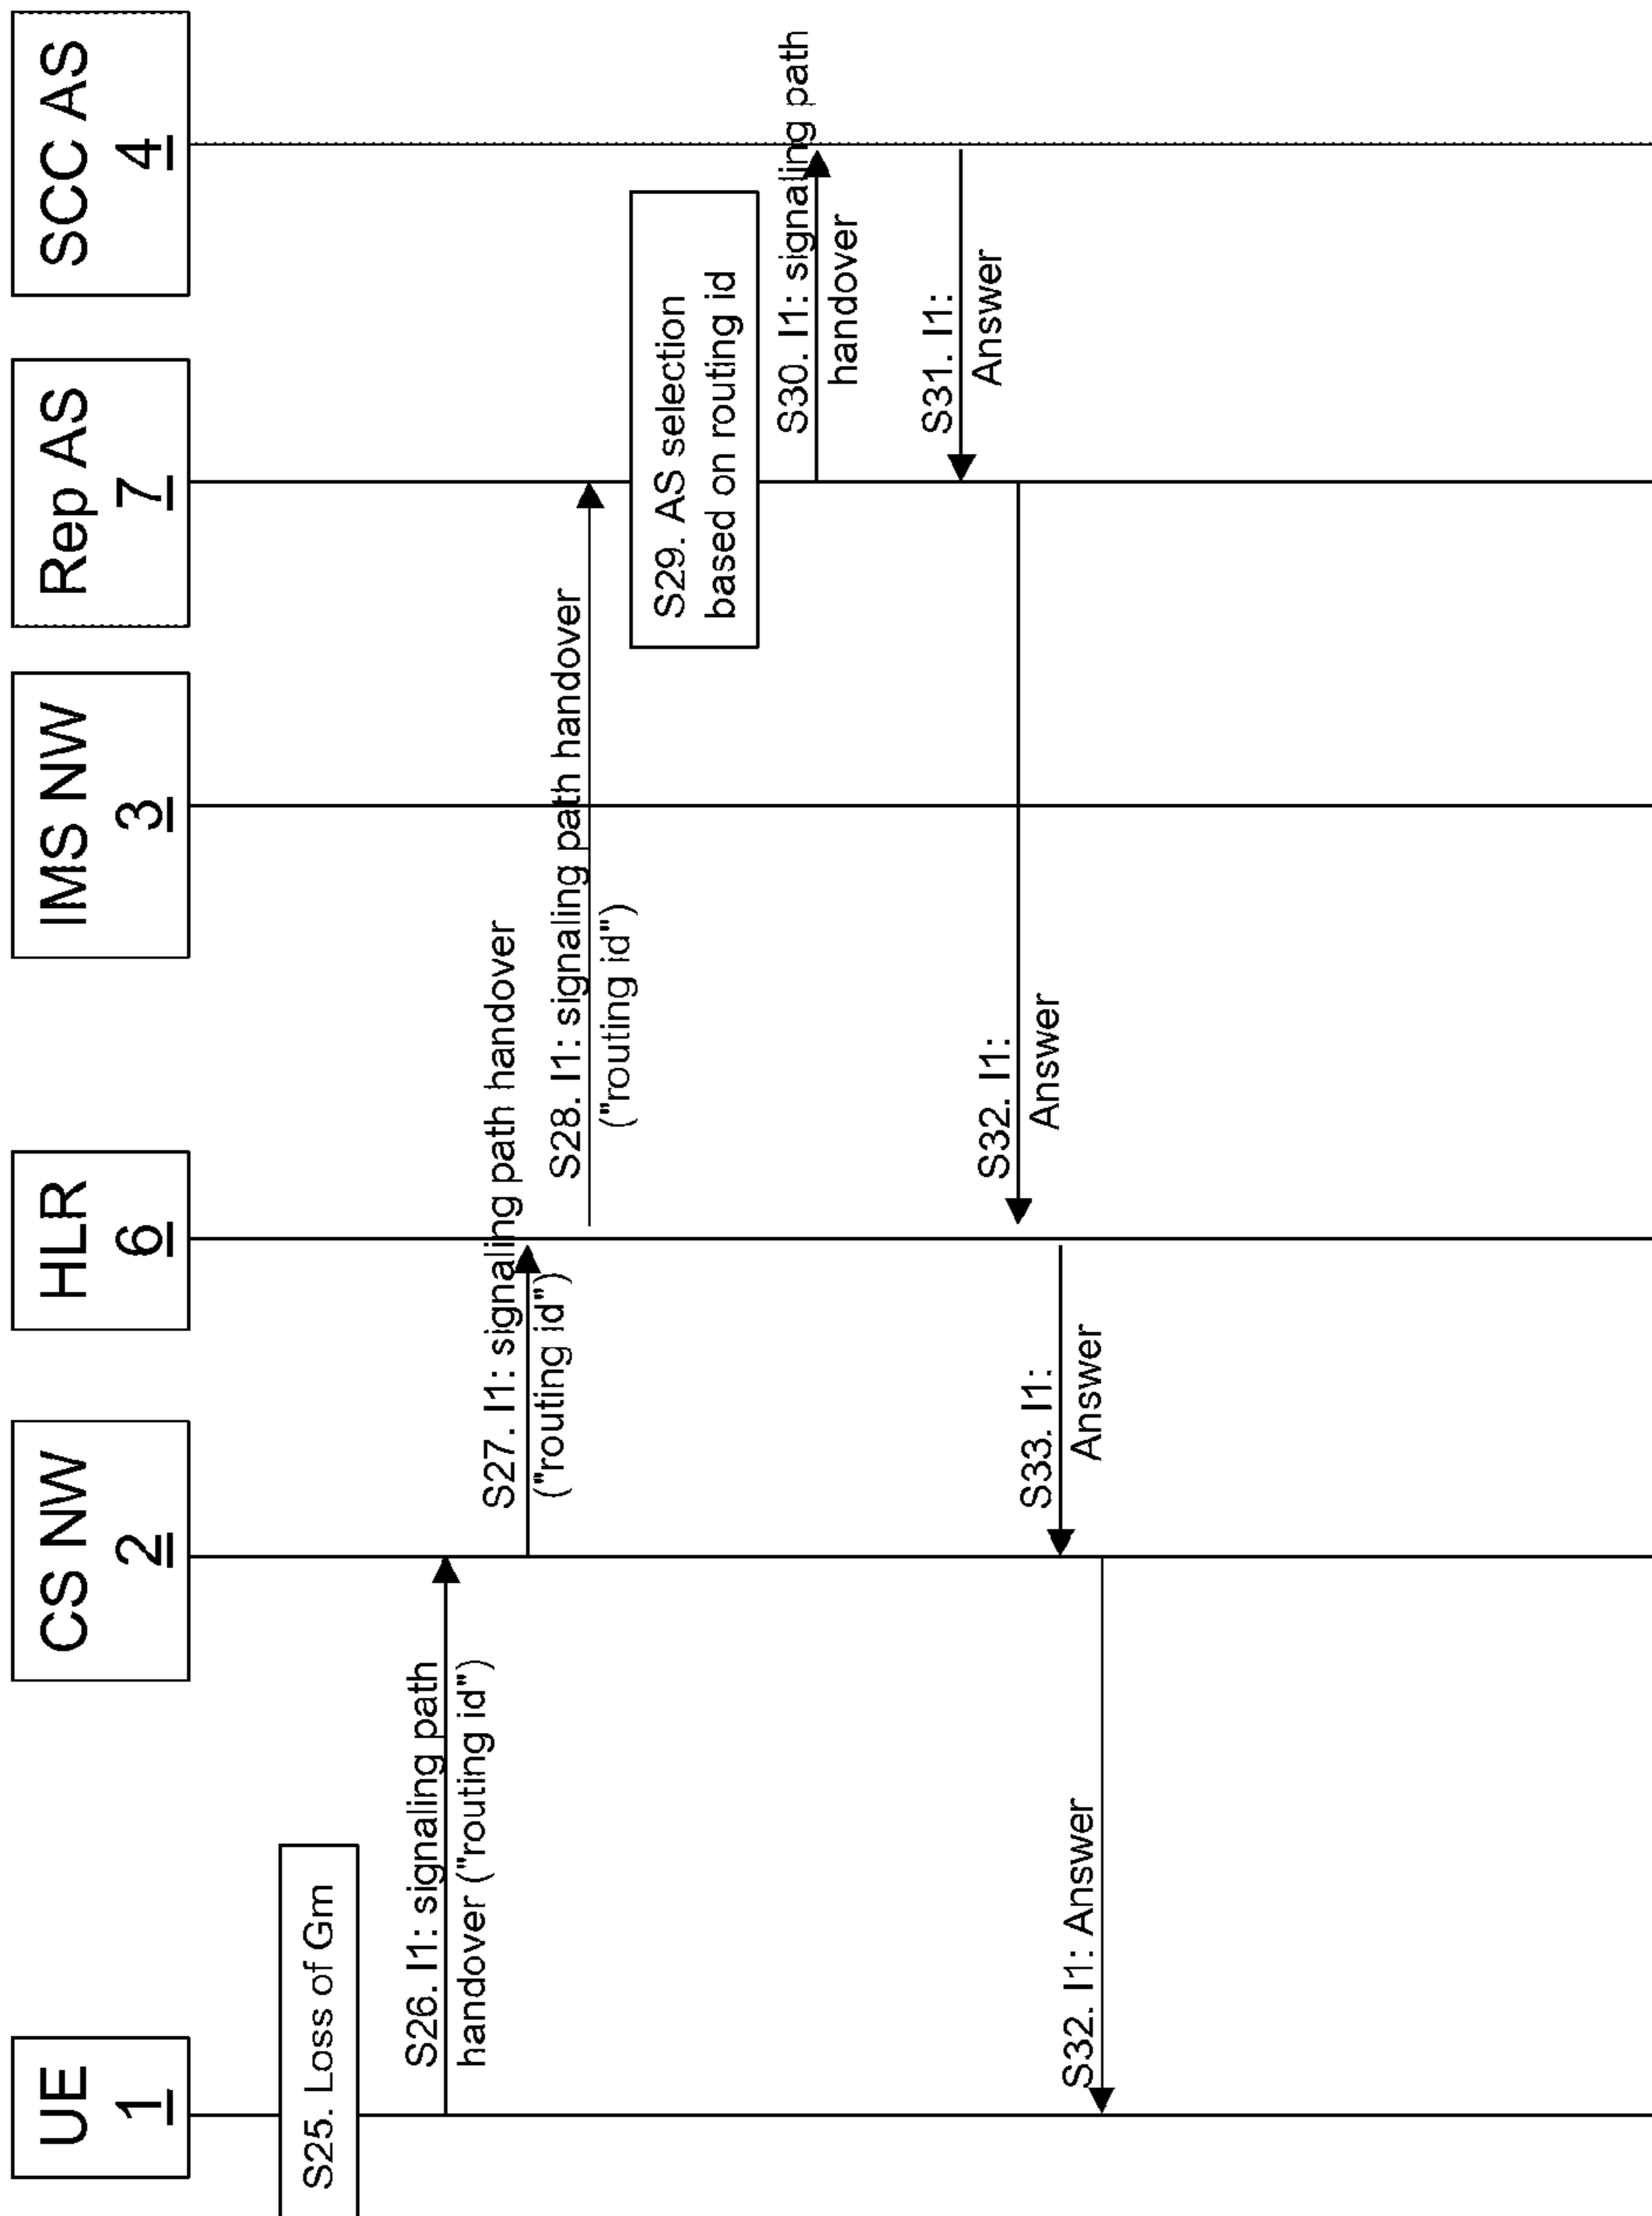 UE
1
CS NW
2
HLR
6
IMS NW
3
Rep AS
7
SCC AS
4
S25. Loss of Gm
S26. I1: signaling path
handover ("routing id")
S27. I1: signaling path handover
("routing id")
S28. I1: signaling path handover
("routing id")
S29. AS selection
based on routing id
S30. I1: signaling path
handover
S31. I1:
Answer
S32. I1:
Answer
S33. I1:
Answer
S32. I1: Answer